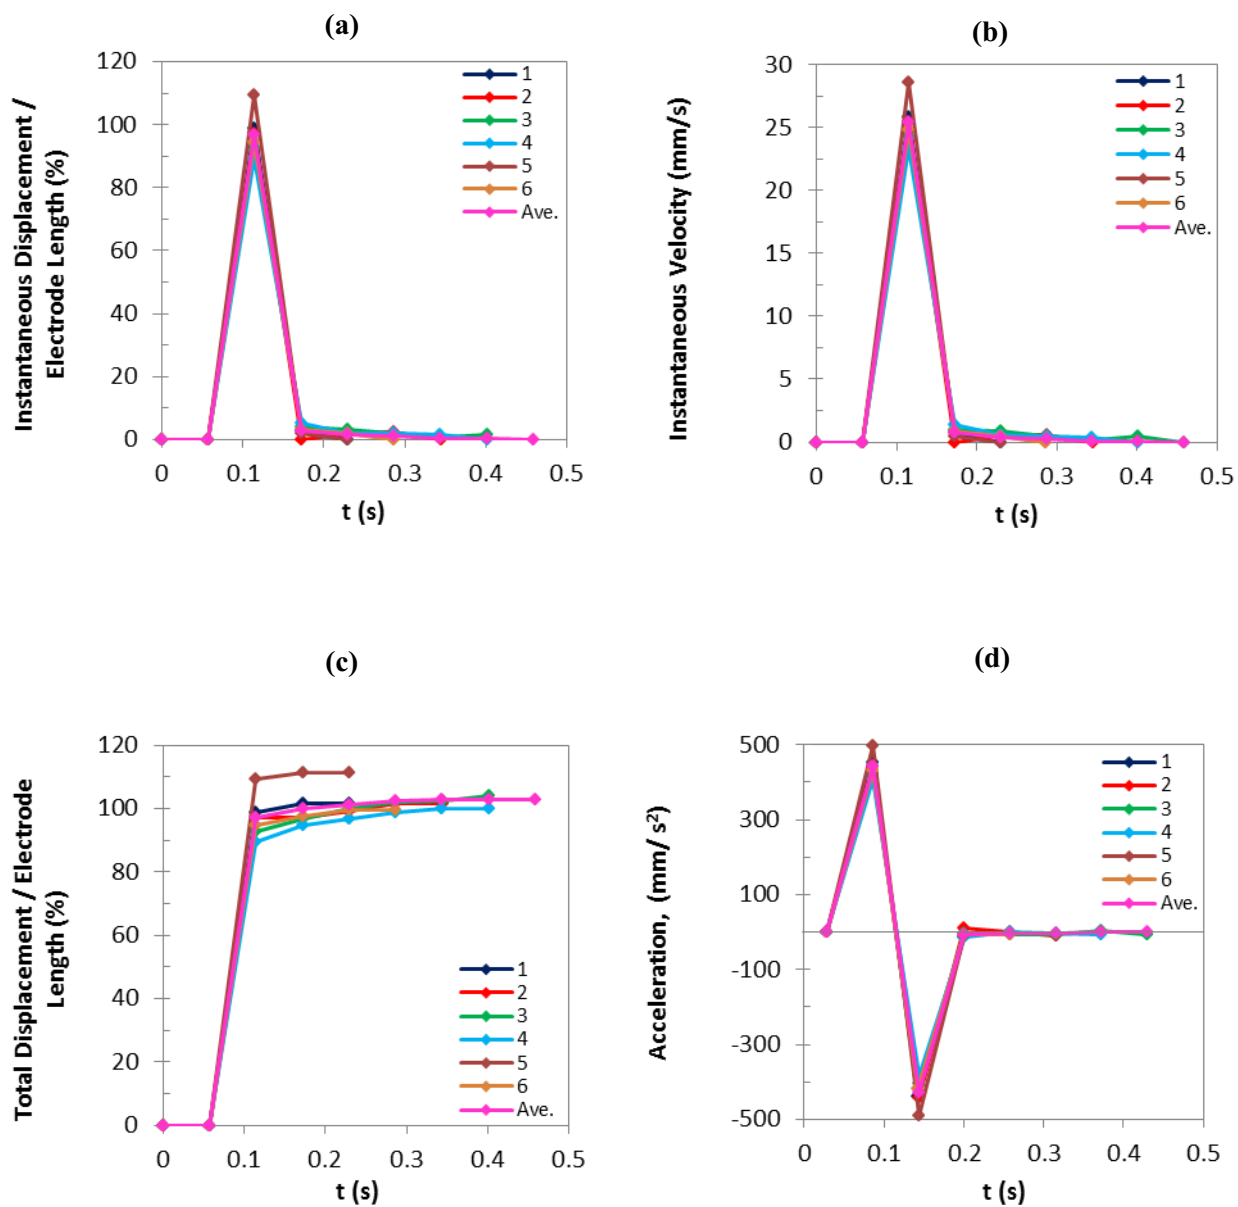 (a)
Instantaneous Displacement /
Electrode Length (%)
120
100
80
60
40
20
0
0 0.1 0.2 0.3 0.4 0.5
t (s)
1
2
3
4
5
6
Ave.
(b)
Instantaneous Velocity (mm/s)
30
25
20
15
10
5
0
0 0.1 0.2 0.3 0.4 0.5
t (s)
1
2
3
4
5
6
Ave.
(c)
Total Displacement / Electrode
Length (%)
120
100
80
60
40
20
0
0 0.1 0.2 0.3 0.4 0.5
t (s)
1
2
3
4
5
6
Ave.
(d)
Acceleration, (mm/ s²)
500
300
100
-100
-300
-500
0 0.1 0.2 0.3 0.4 0.5
t (s)
1
2
3
4
5
6
Ave.